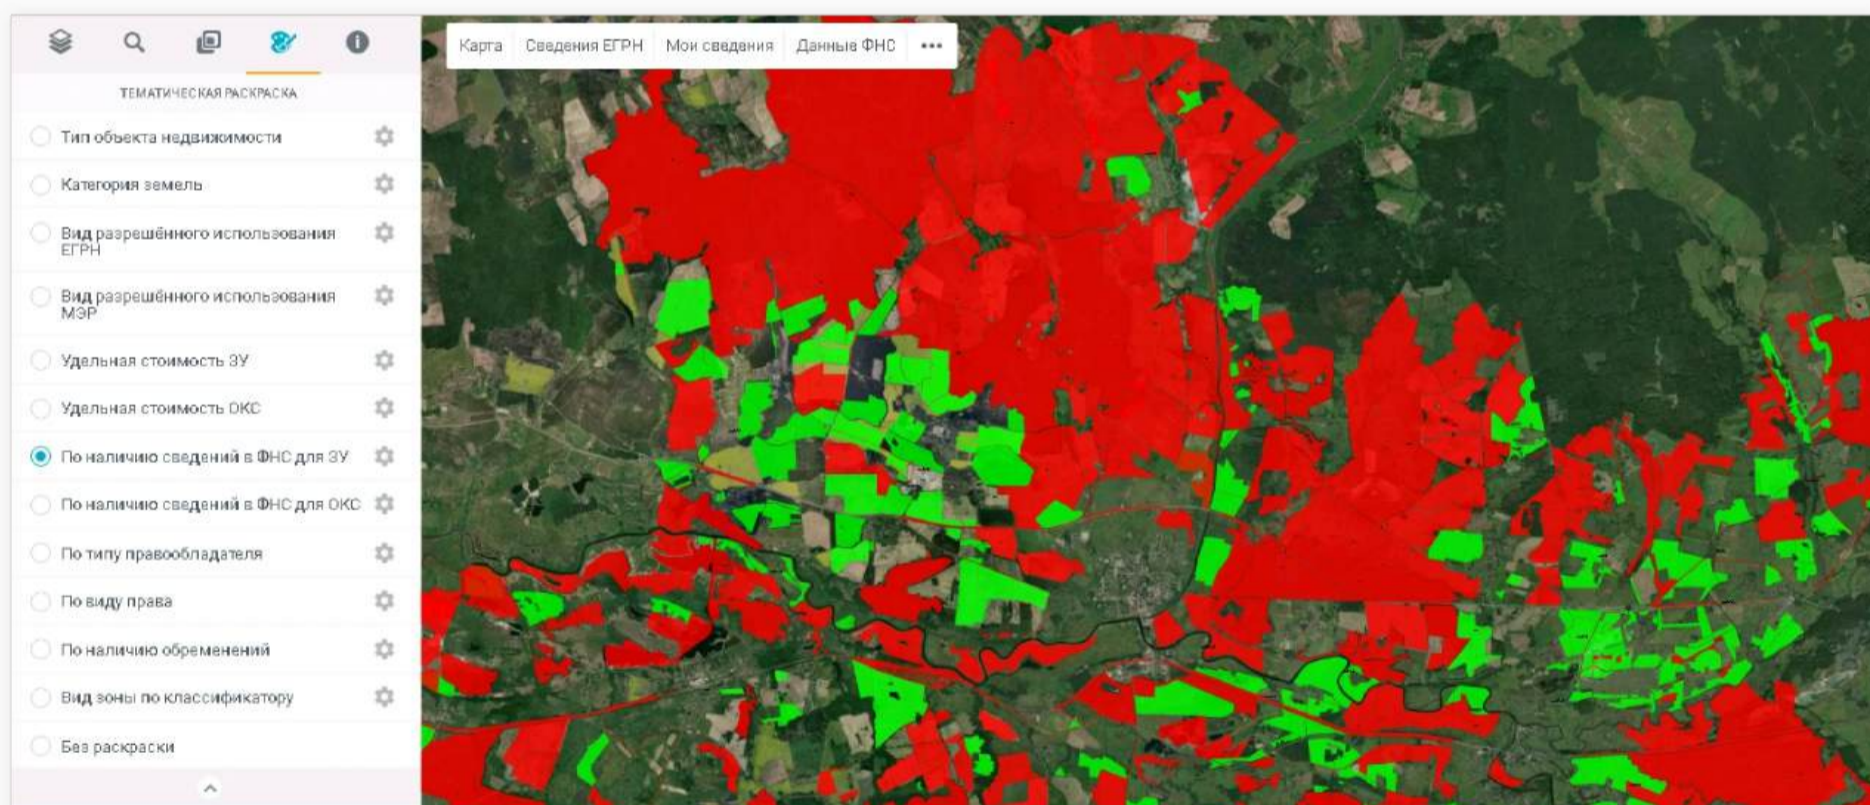 Карта Сведения ЕГРН Мои сведения Данные ФНС •••
ТЕМАТИЧЕСКАЯ РАСКРАСКА
Тип объекта недвижимости
Категория земель
Вид разрешённого использования
ЕГРН
Вид разрешённого использования
МЭР
Удельная стоимость ЗУ
Удельная стоимость ОКС
По наличию сведений в ФНС для ЗУ
По наличию сведений в ФНС для ОКС
По типу правообладателя
По виду права
По наличию обременений
Вид зоны по классификатору
Без раскраски